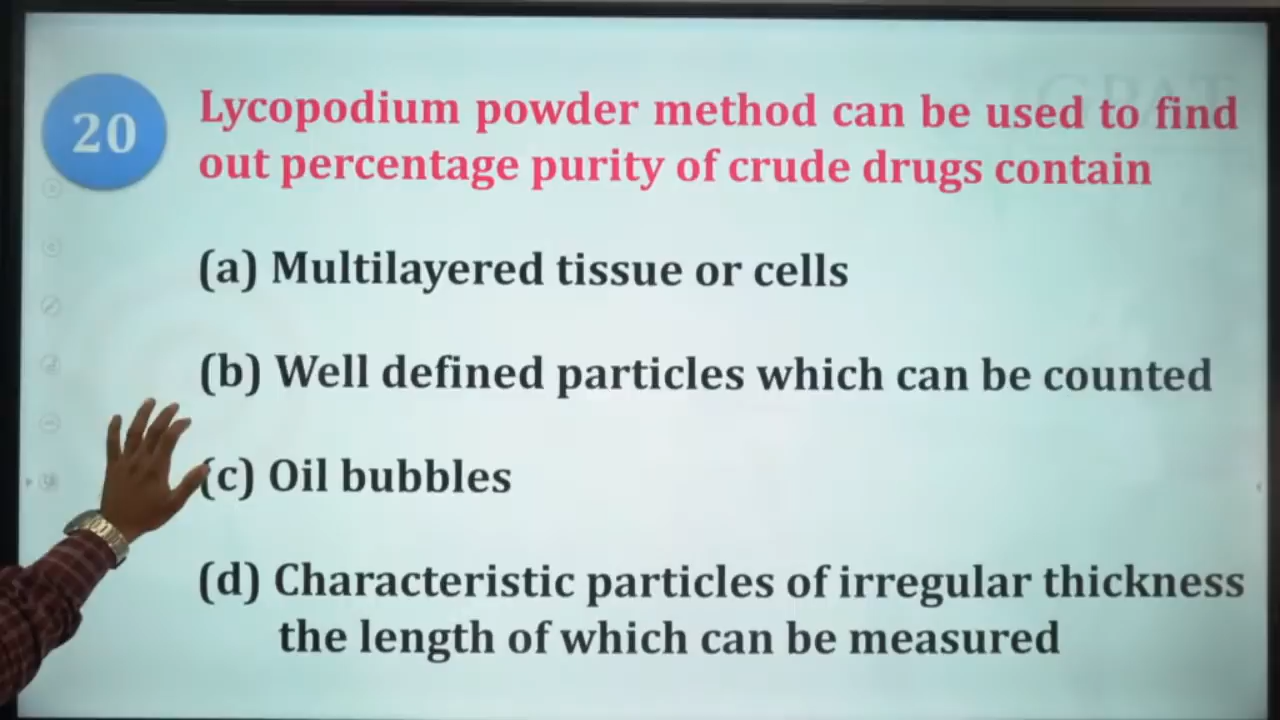 20
Lycopodium powder method can be used to find
out percentage purity of crude drugs contain
(a) Multilayered tissue or cells
(b) Well defined particles which can be counted
(c) Oil bubbles
(d) Characteristic particles of irregular thickness
the length of which can be measured
GPAT